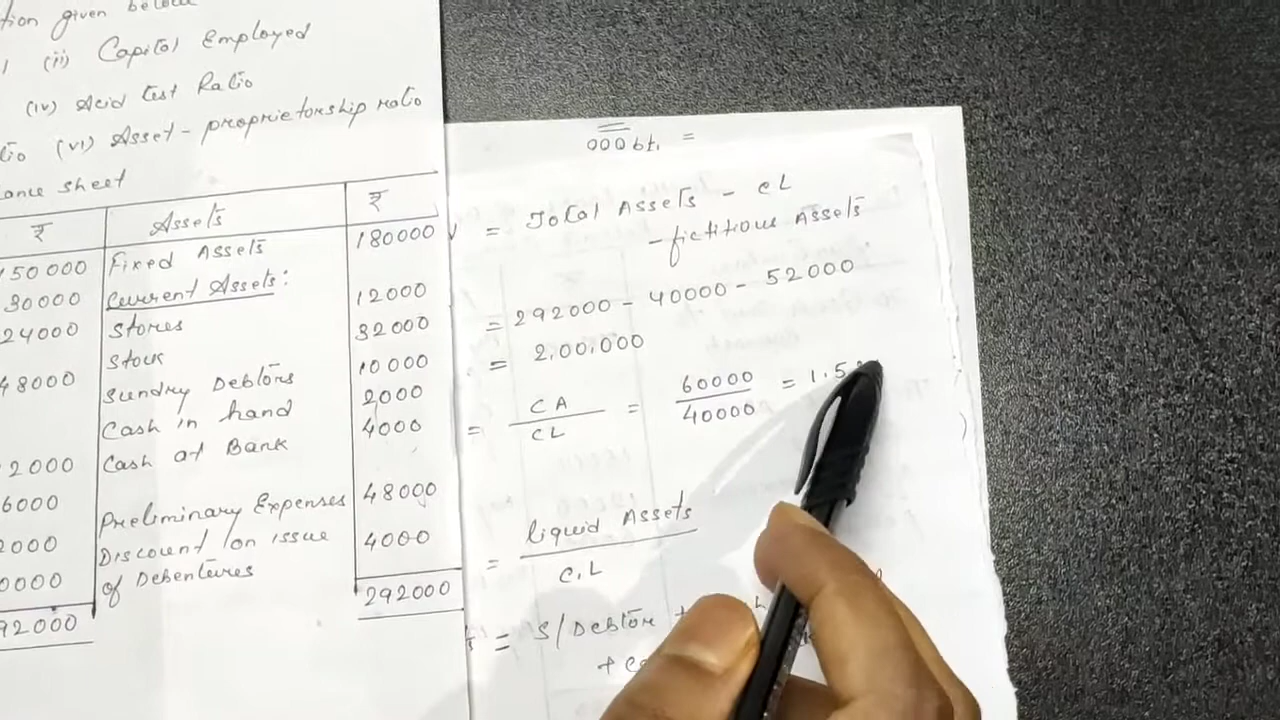 tion given below
(ii) Capital Employed
(iv) Acid test Ratio
tio (vi) Asset - proprietorship ratio
ance sheet
₹ Assets ₹
150000 Fixed Assets 180000
30000 Current Assets:
24000 Stores 12000
48000 Stock 32000
Sundry Debtors 10000
Cash in hand 2000
2000 Cash at Bank 4000
6000 Preliminary Expenses 48000
2000 Discount on issue 4000
0000 of Debentures
92000 292000
= Total Assets - CL
- fictitious Assets
= 292000 - 40000 - 52000
= 2,00,000
= CA / CL = 60000 / 40000 = 1.5
= liquid Assets / C.L
= S/Debtor +